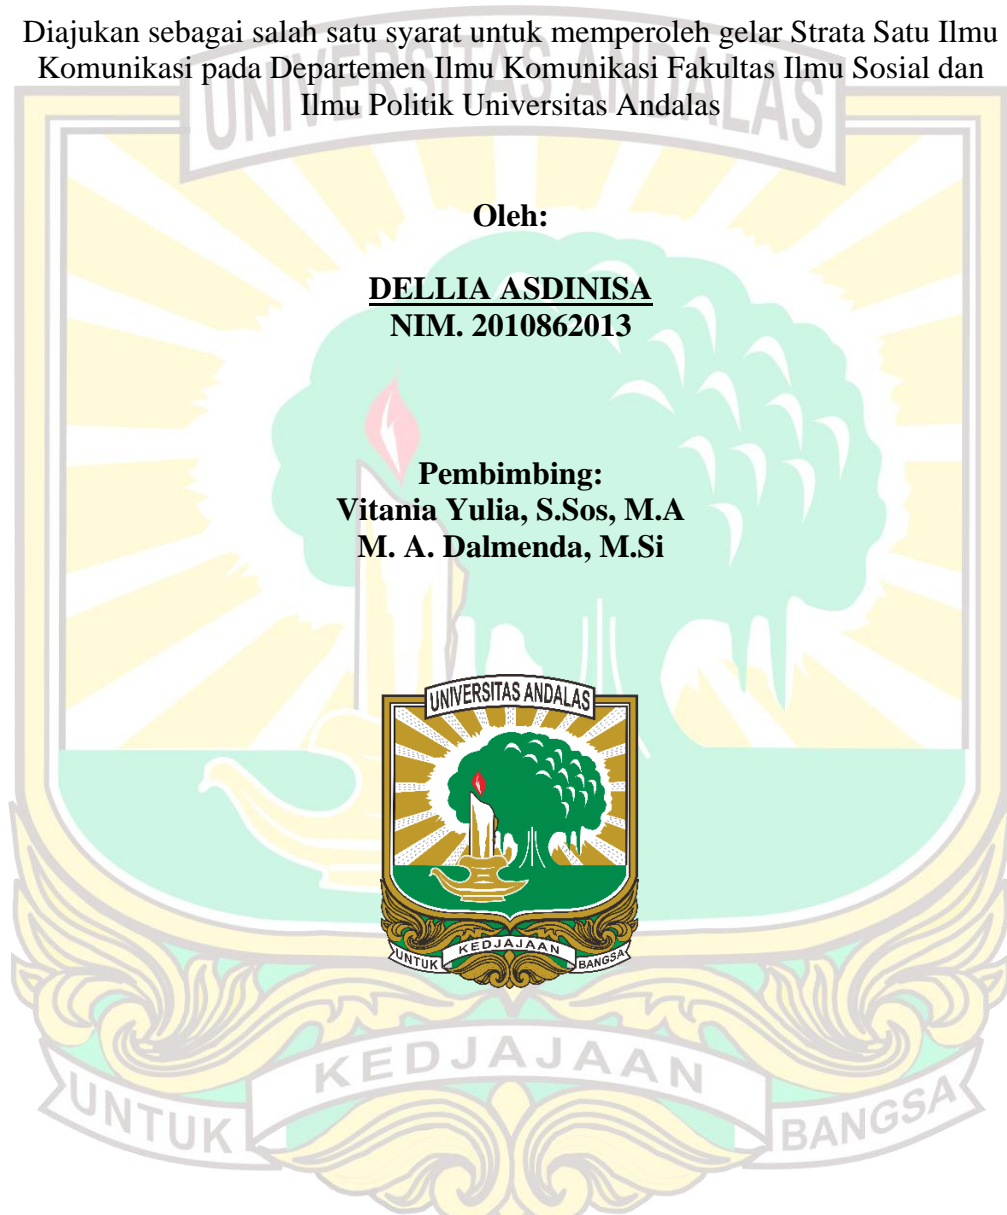 Diajukan sebagai salah satu syarat untuk memperoleh gelar Strata Satu Ilmu
Komunikasi pada Departemen Ilmu Komunikasi Fakultas Ilmu Sosial dan
Ilmu Politik Universitas Andalas
UNIVERSITAS ANDALAS
Oleh:
DELLIA ASDINISA
NIM. 2010862013
Pembimbing:
Vitania Yulia, S.Sos, M.A
M. A. Dalmenda, M.Si
UNIVERSITAS ANDALAS
UNTUK KEDJAJAAN BANGSA
UNTUK KEDJAJAAN BANGSA